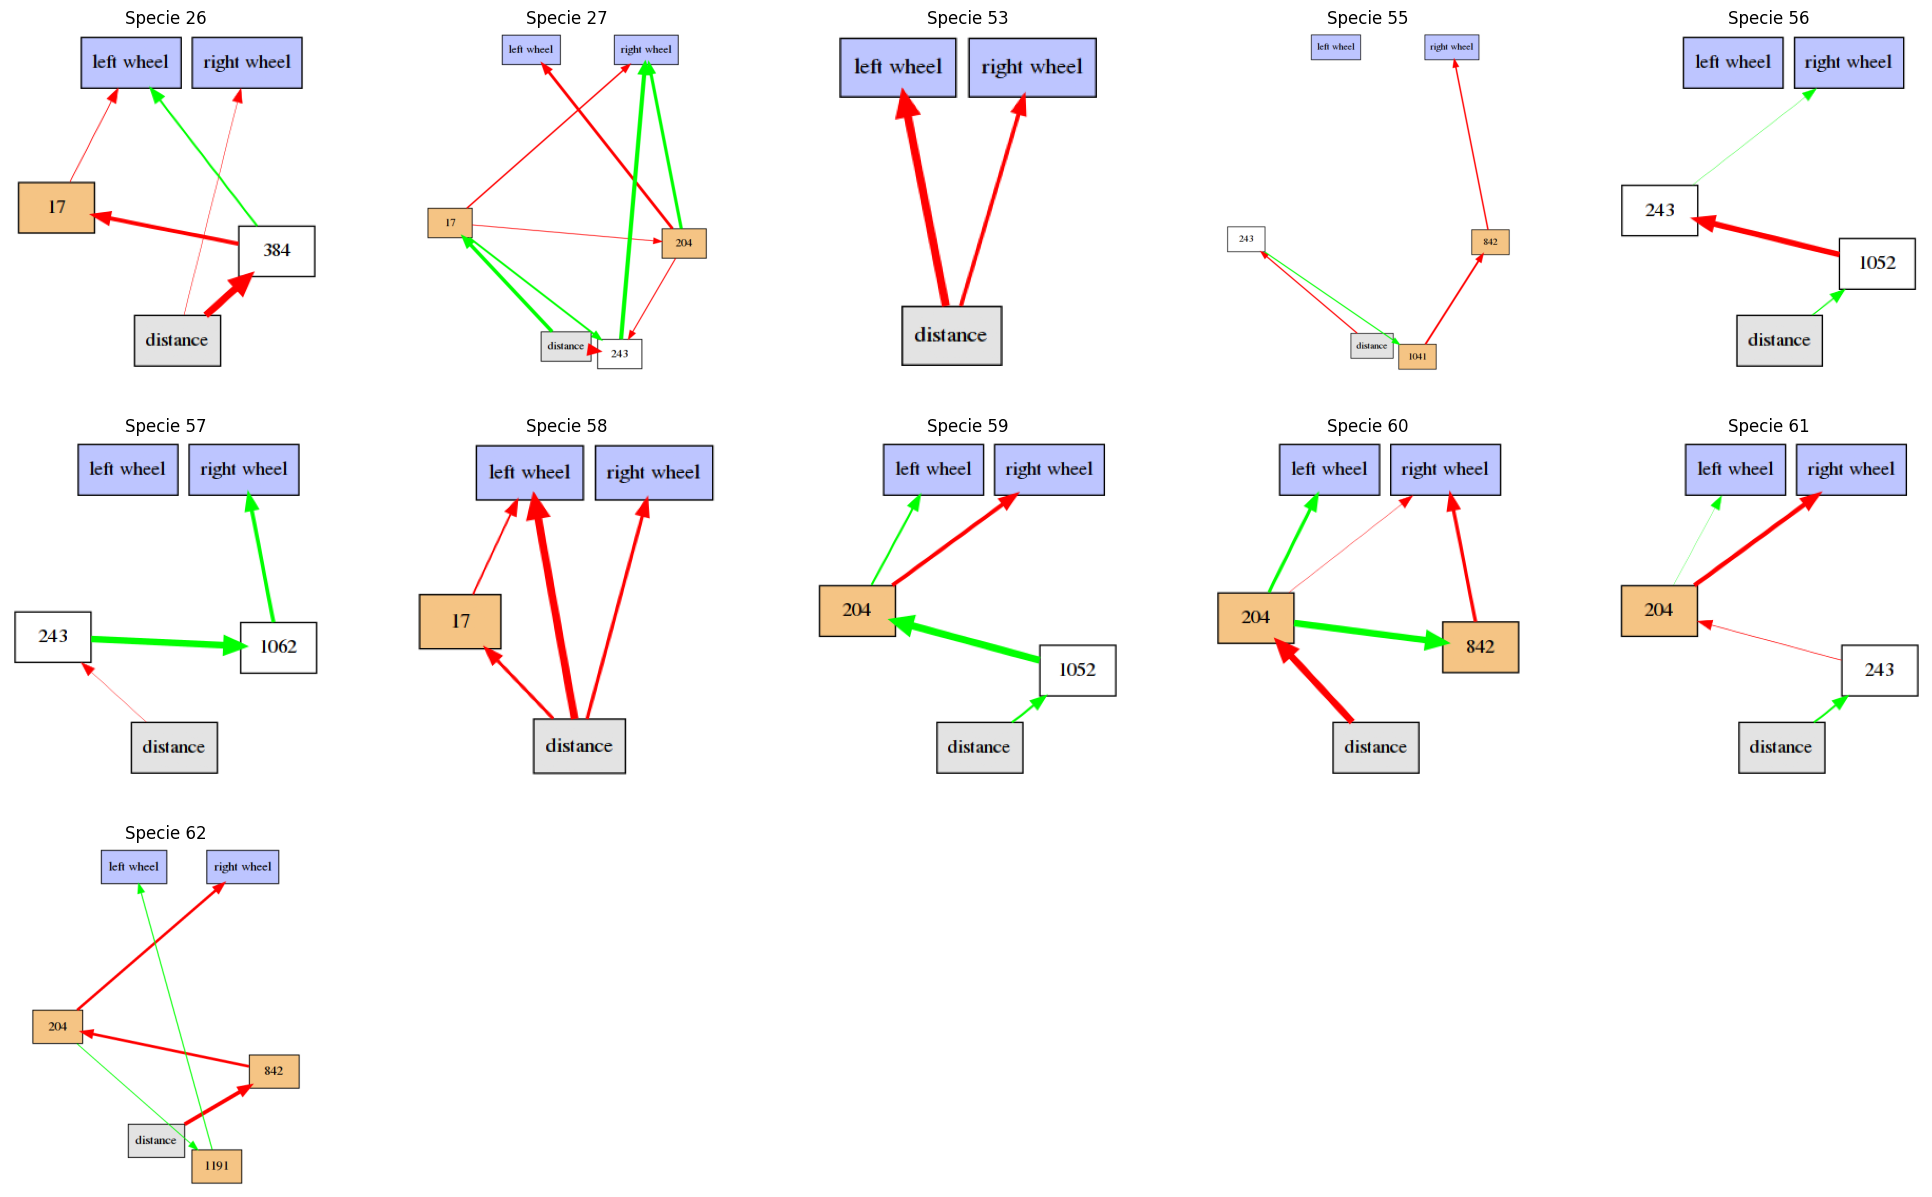 Specie 26
left wheel
right wheel
17
384
distance
Specie 27
left wheel
right wheel
17
204
distance
243
Specie 53
left wheel
right wheel
distance
Specie 55
left wheel
right wheel
243
842
distance
1041
Specie 56
left wheel
right wheel
243
1052
distance
Specie 57
left wheel
right wheel
243
1062
distance
Specie 58
left wheel
right wheel
17
distance
Specie 59
left wheel
right wheel
204
1052
distance
Specie 60
left wheel
right wheel
204
842
distance
Specie 61
left wheel
right wheel
204
243
distance
Specie 62
left wheel
right wheel
204
842
distance
1191